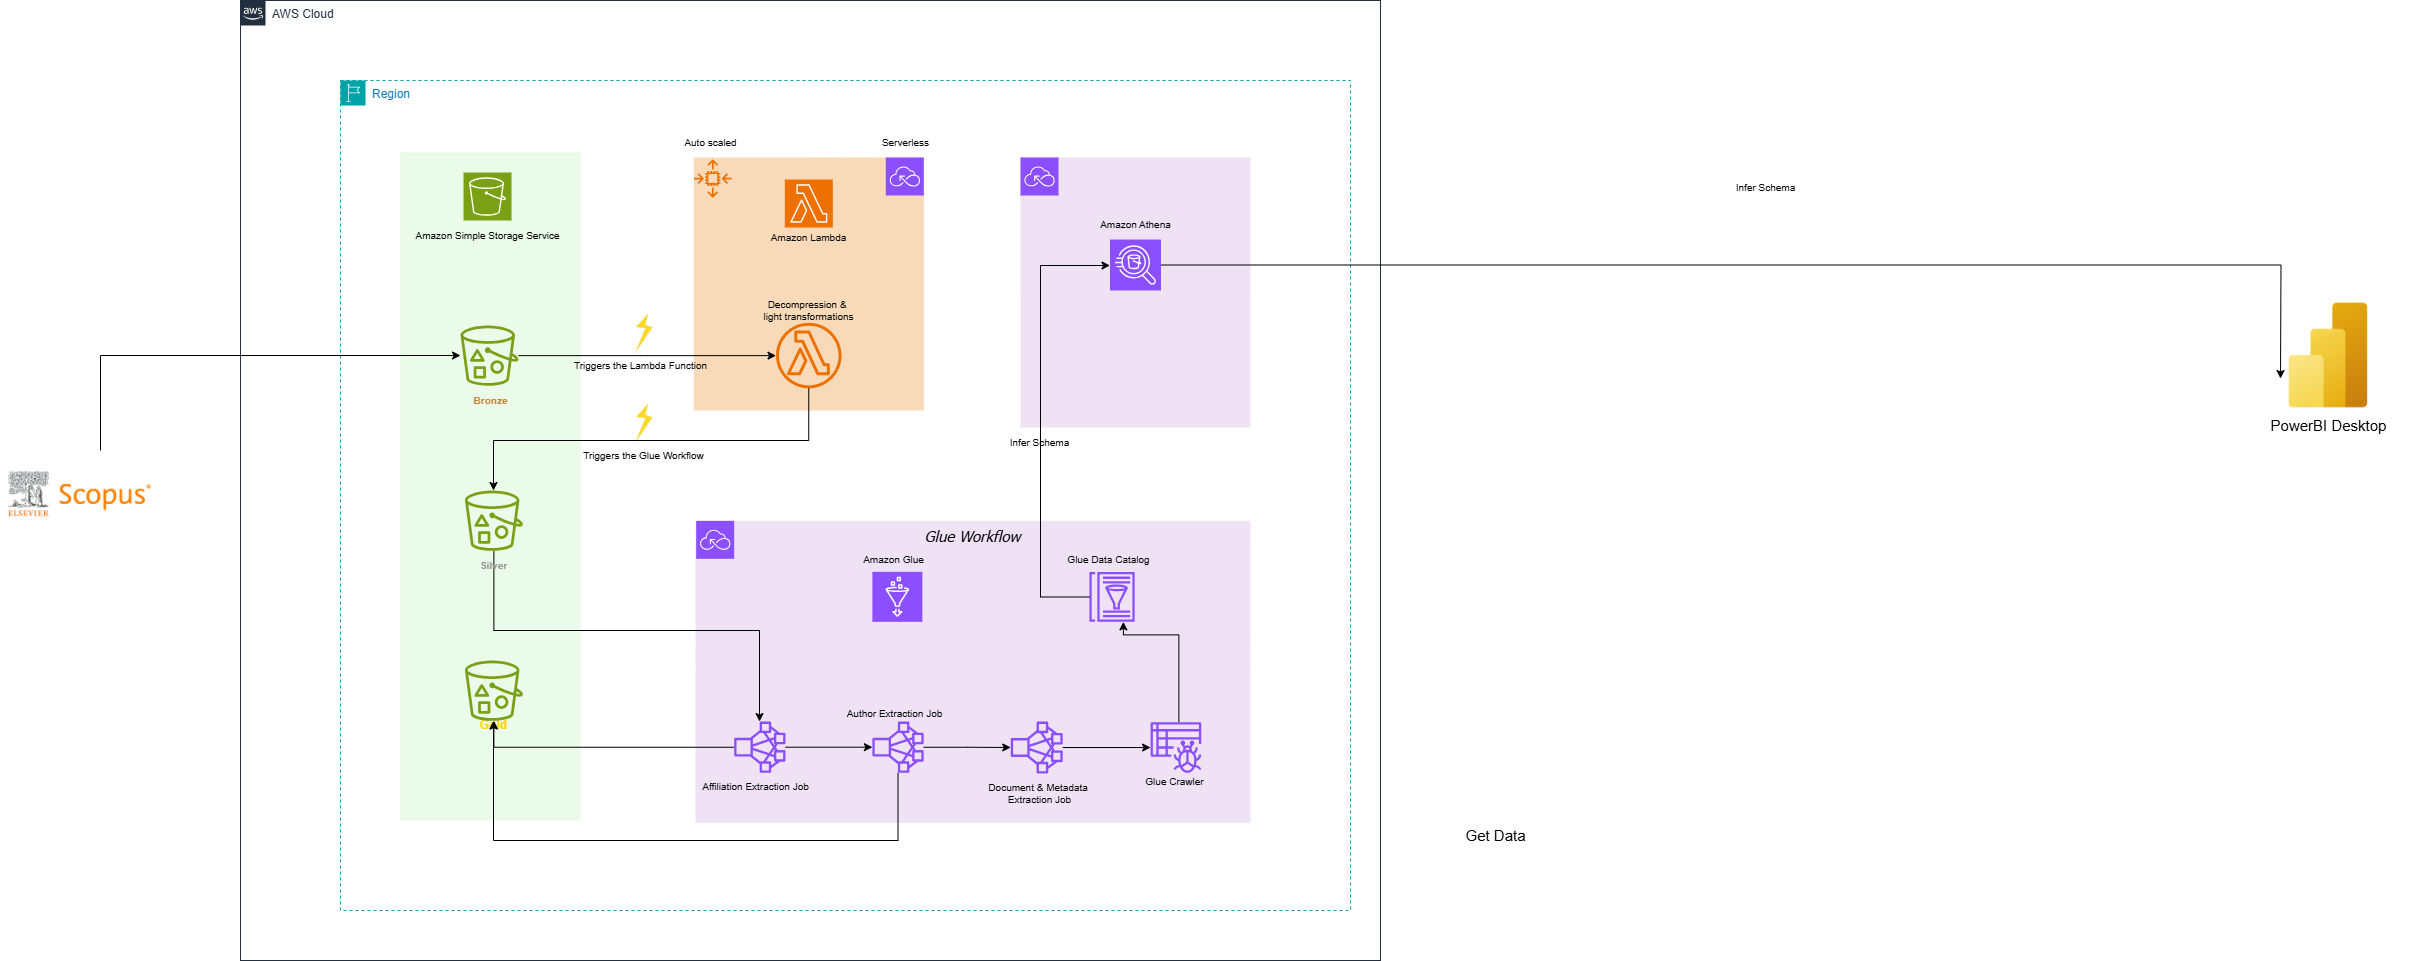 aws
AWS Cloud
Region
Auto scaled
Serverless
Amazon Simple Storage Service
Amazon Lambda
Amazon Athena
Infer Schema
Decompression &
light transformations
Triggers the Lambda Function
Bronze
PowerBI Desktop
Triggers the Glue Workflow
Infer Schema
ELSEVIER
Scopus®
Silver
Glue Workflow
Amazon Glue
Glue Data Catalog
Gold
Author Extraction Job
Affiliation Extraction Job
Document & Metadata
Extraction Job
Glue Crawler
Get Data